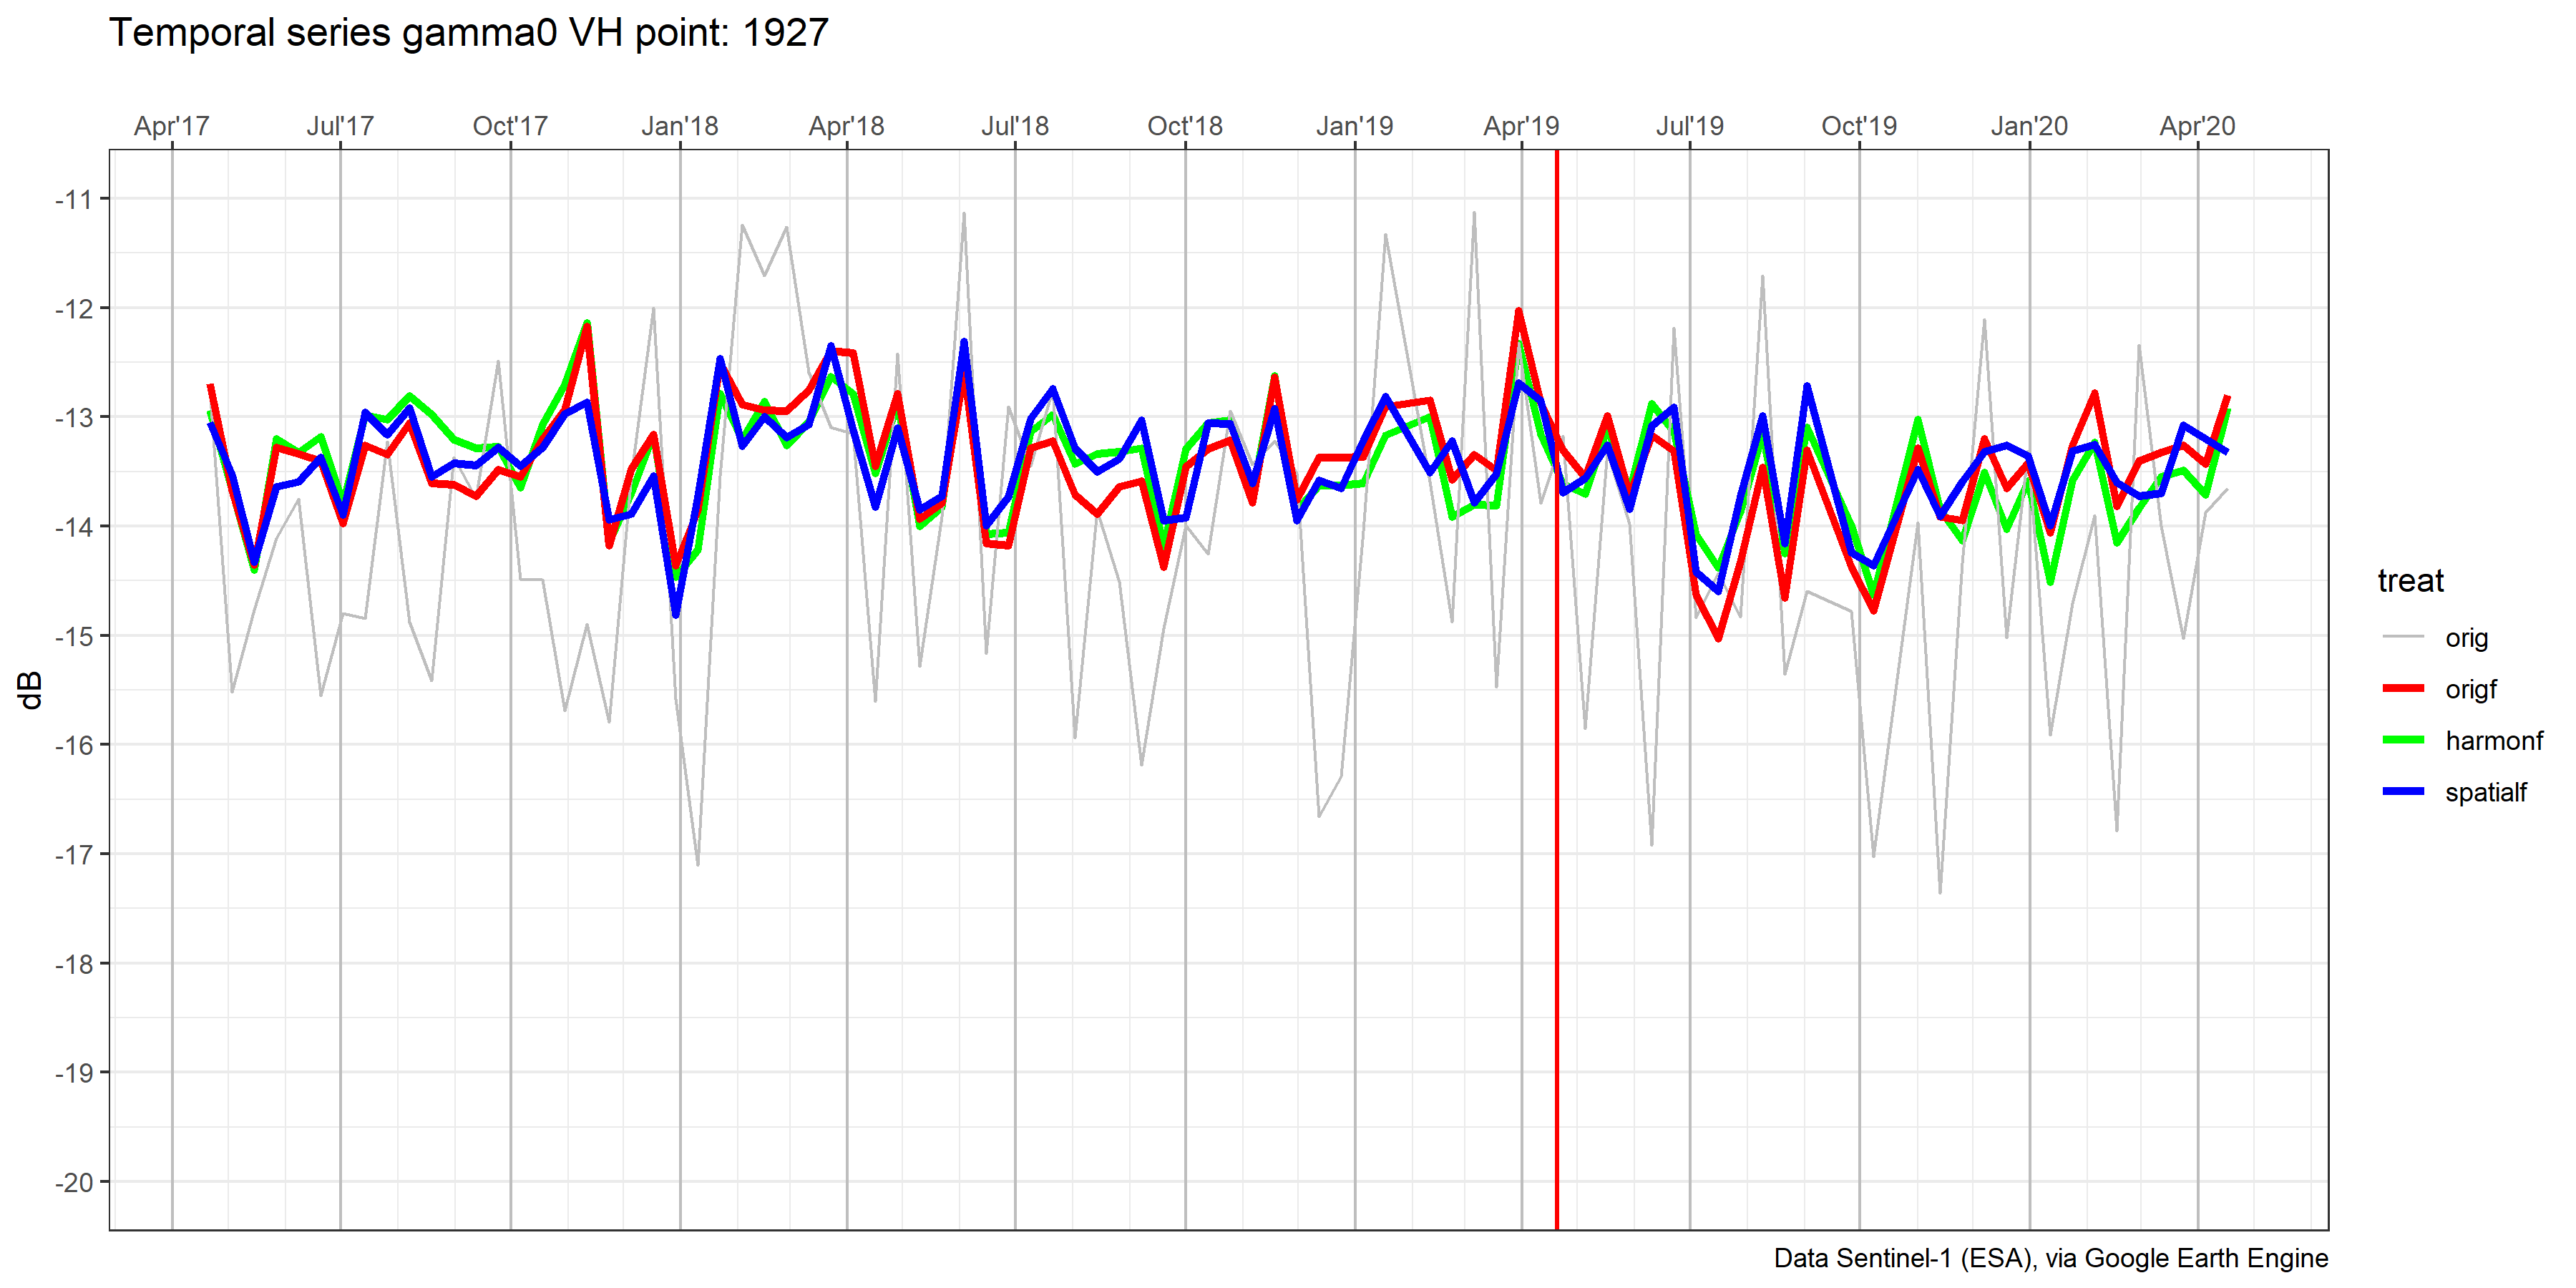 Temporal series gamma0 VH point: 1927
Apr'17 Jul'17 Oct'17 Jan'18 Apr'18 Jul'18 Oct'18 Jan'19 Apr'19 Jul'19 Oct'19 Jan'20 Apr'20
-11
-12
-13
-14
-15
-16
-17
-18
-19
-20
dB
treat
orig
origf
harmonf
spatialf
Data Sentinel-1 (ESA), via Google Earth Engine